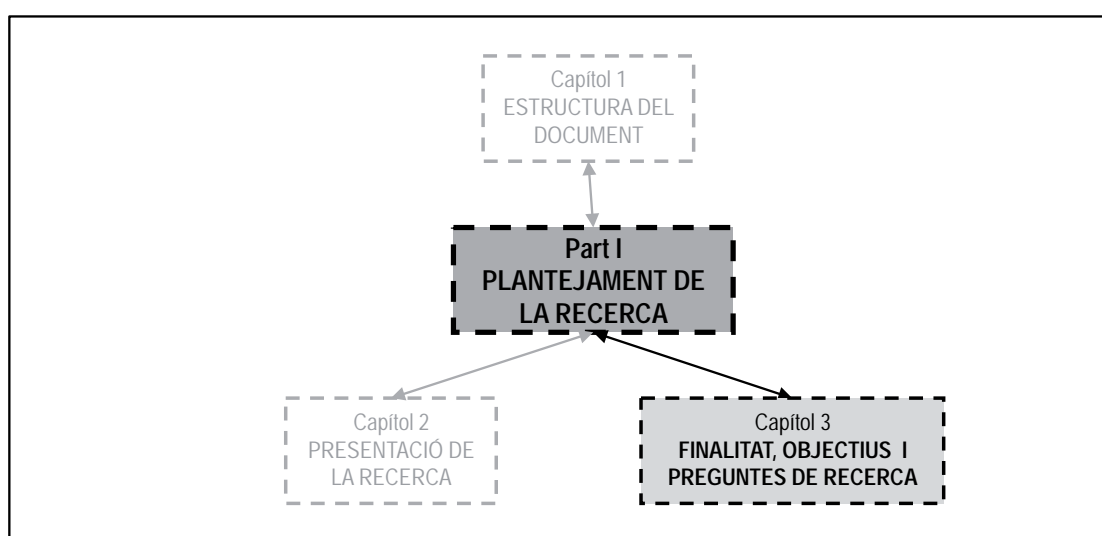 Capítol 1
ESTRUCTURA DEL
DOCUMENT
Part I
PLANTEJAMENT DE
LA RECERCA
Capítol 2
PRESENTACIÓ DE
LA RECERCA
Capítol 3
FINALITAT, OBJECTIUS I
PREGUNTES DE RECERCA